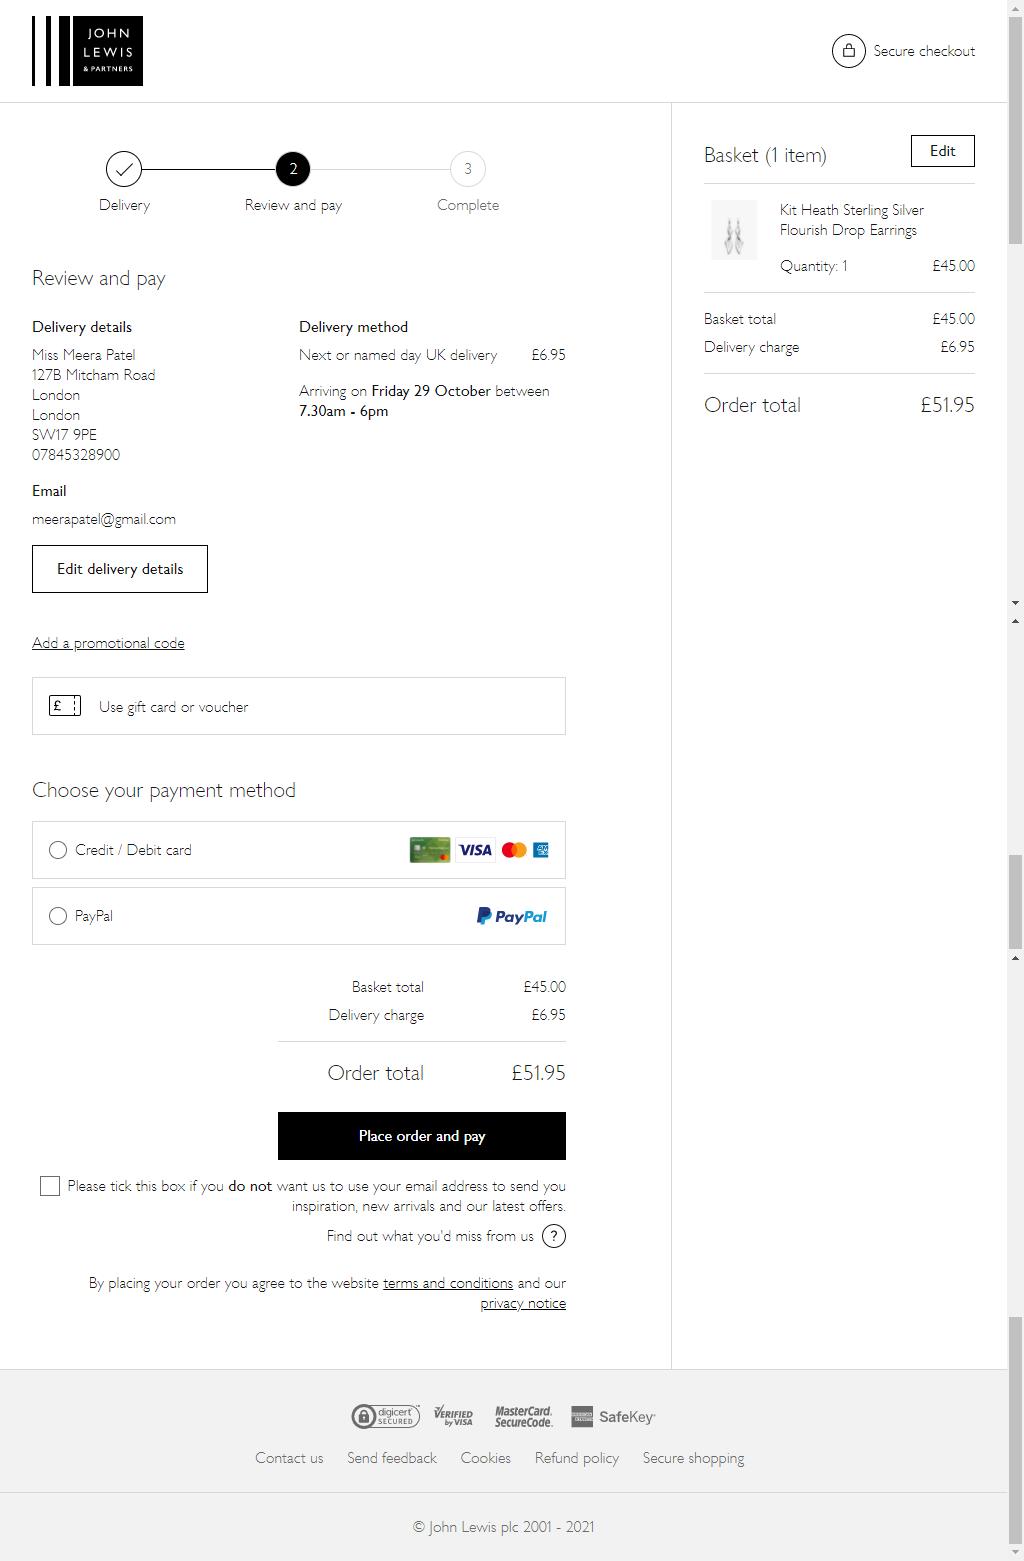 JOHN
LEWIS
& PARTNERS
Secure checkout
2
3
Delivery
Review and pay
Complete
Review and pay
Delivery details
Miss Meera Patel
127B Mitcham Road
London
London
SW17 9PE
07845328900
Email
meerapatel@gmail.com
Edit delivery details
Delivery method
Next or named day UK delivery £6.95
Arriving on Friday 29 October between
7.30am - 6pm
Add a promotional code
£
Use gift card or voucher
Choose your payment method
Credit / Debit card
VISA
PayPal
PayPal
Basket total £45.00
Delivery charge £6.95
Order total £51.95
Place order and pay
Please tick this box if you do not want us to use your email address to send you
inspiration, new arrivals and our latest offers.
Find out what you'd miss from us ?
By placing your order you agree to the website terms and conditions and our
privacy notice
Basket (1 item)
Edit
Kit Heath Sterling Silver
Flourish Drop Earrings
Quantity: 1 £45.00
Basket total £45.00
Delivery charge £6.95
Order total £51.95
digicert
SECURED
VERIFIED
by VISA
MasterCard.
SecureCode.
SafeKey
Contact us Send feedback Cookies Refund policy Secure shopping
© John Lewis plc 2001 - 2021